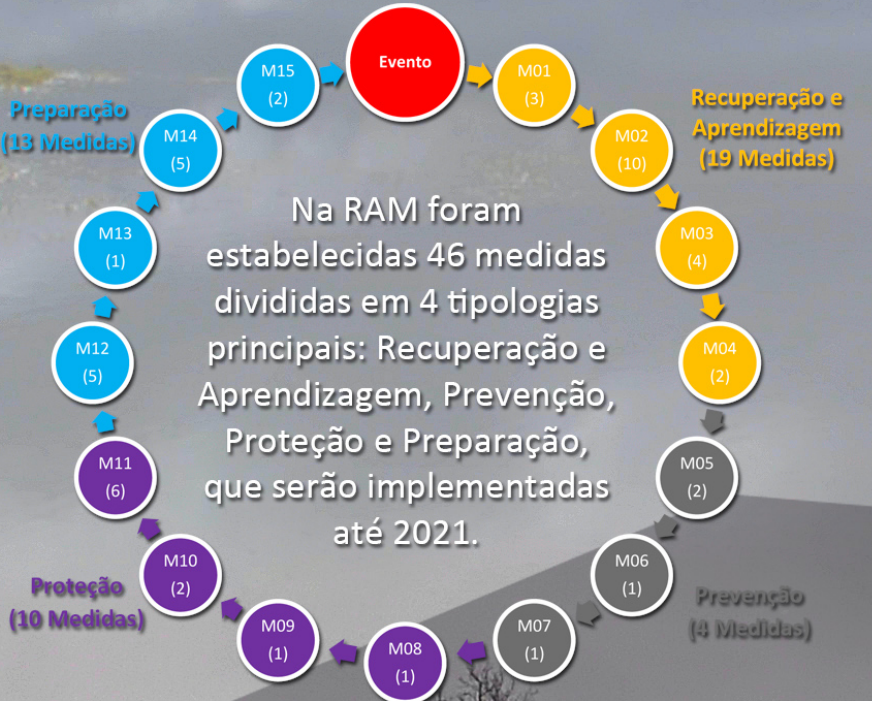 Evento
M01
(3)
M02
(10)
M03
(4)
M04
(2)
M05
(2)
M06
(1)
M07
(1)
M08
(1)
M09
(1)
M10
(2)
M11
(6)
M12
(5)
M13
(1)
M14
(5)
M15
(2)
Recuperação e
Aprendizagem
(19 Medidas)
Prevenção
(4 Medidas)
Proteção
(10 Medidas)
Preparação
(13 Medidas)
Na RAM foram
estabelecidas 46 medidas
divididas em 4 tipologias
principais: Recuperação e
Aprendizagem, Prevenção,
Proteção e Preparação,
que serão implementadas
até 2021.